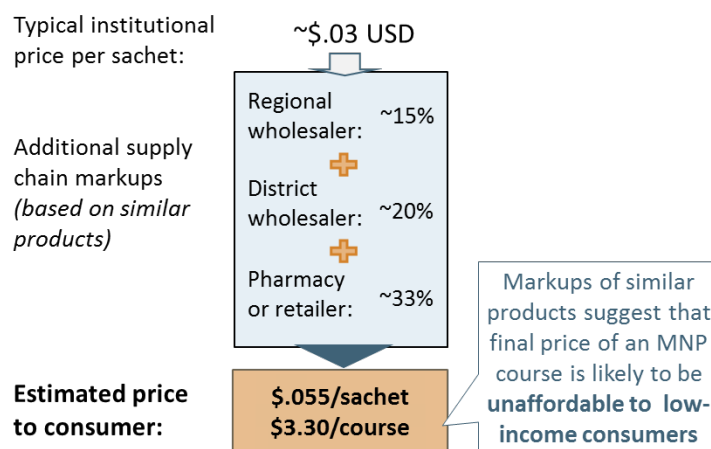 Typical institutional
price per sachet:
~$.03 USD
Additional supply
chain markups
(based on similar
products)
Regional
wholesaler: ~15%
District
wholesaler: ~20%
Pharmacy
or retailer: ~33%
Markups of similar
products suggest that
final price of an MNP
course is likely to be
unaffordable to low-
income consumers
Estimated price
to consumer:
$.055/sachet
$3.30/course